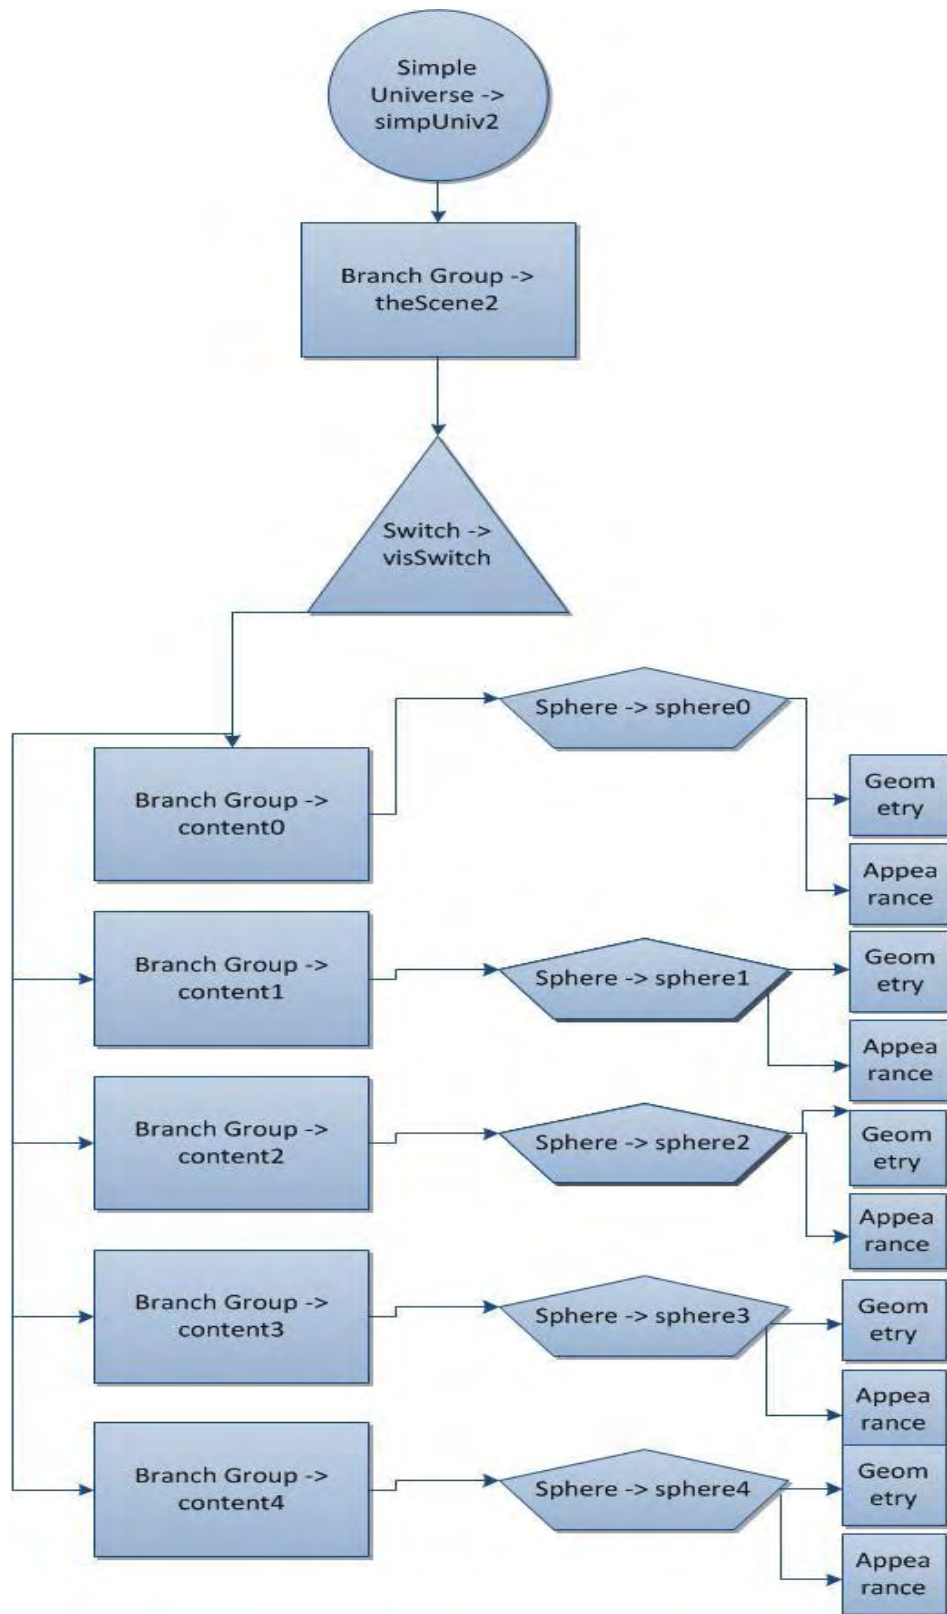 Simple
Universe ->
simpUniv2
Branch Group ->
theScene2
Switch ->
visSwitch
Sphere -> sphere0
Branch Group ->
content0
Geom
etry
Appea
rance
Branch Group ->
content1
Sphere -> sphere1
Geom
etry
Appea
rance
Branch Group ->
content2
Sphere -> sphere2
Geom
etry
Appea
rance
Branch Group ->
content3
Sphere -> sphere3
Geom
etry
Appea
rance
Branch Group ->
content4
Sphere -> sphere4
Geom
etry
Appea
rance